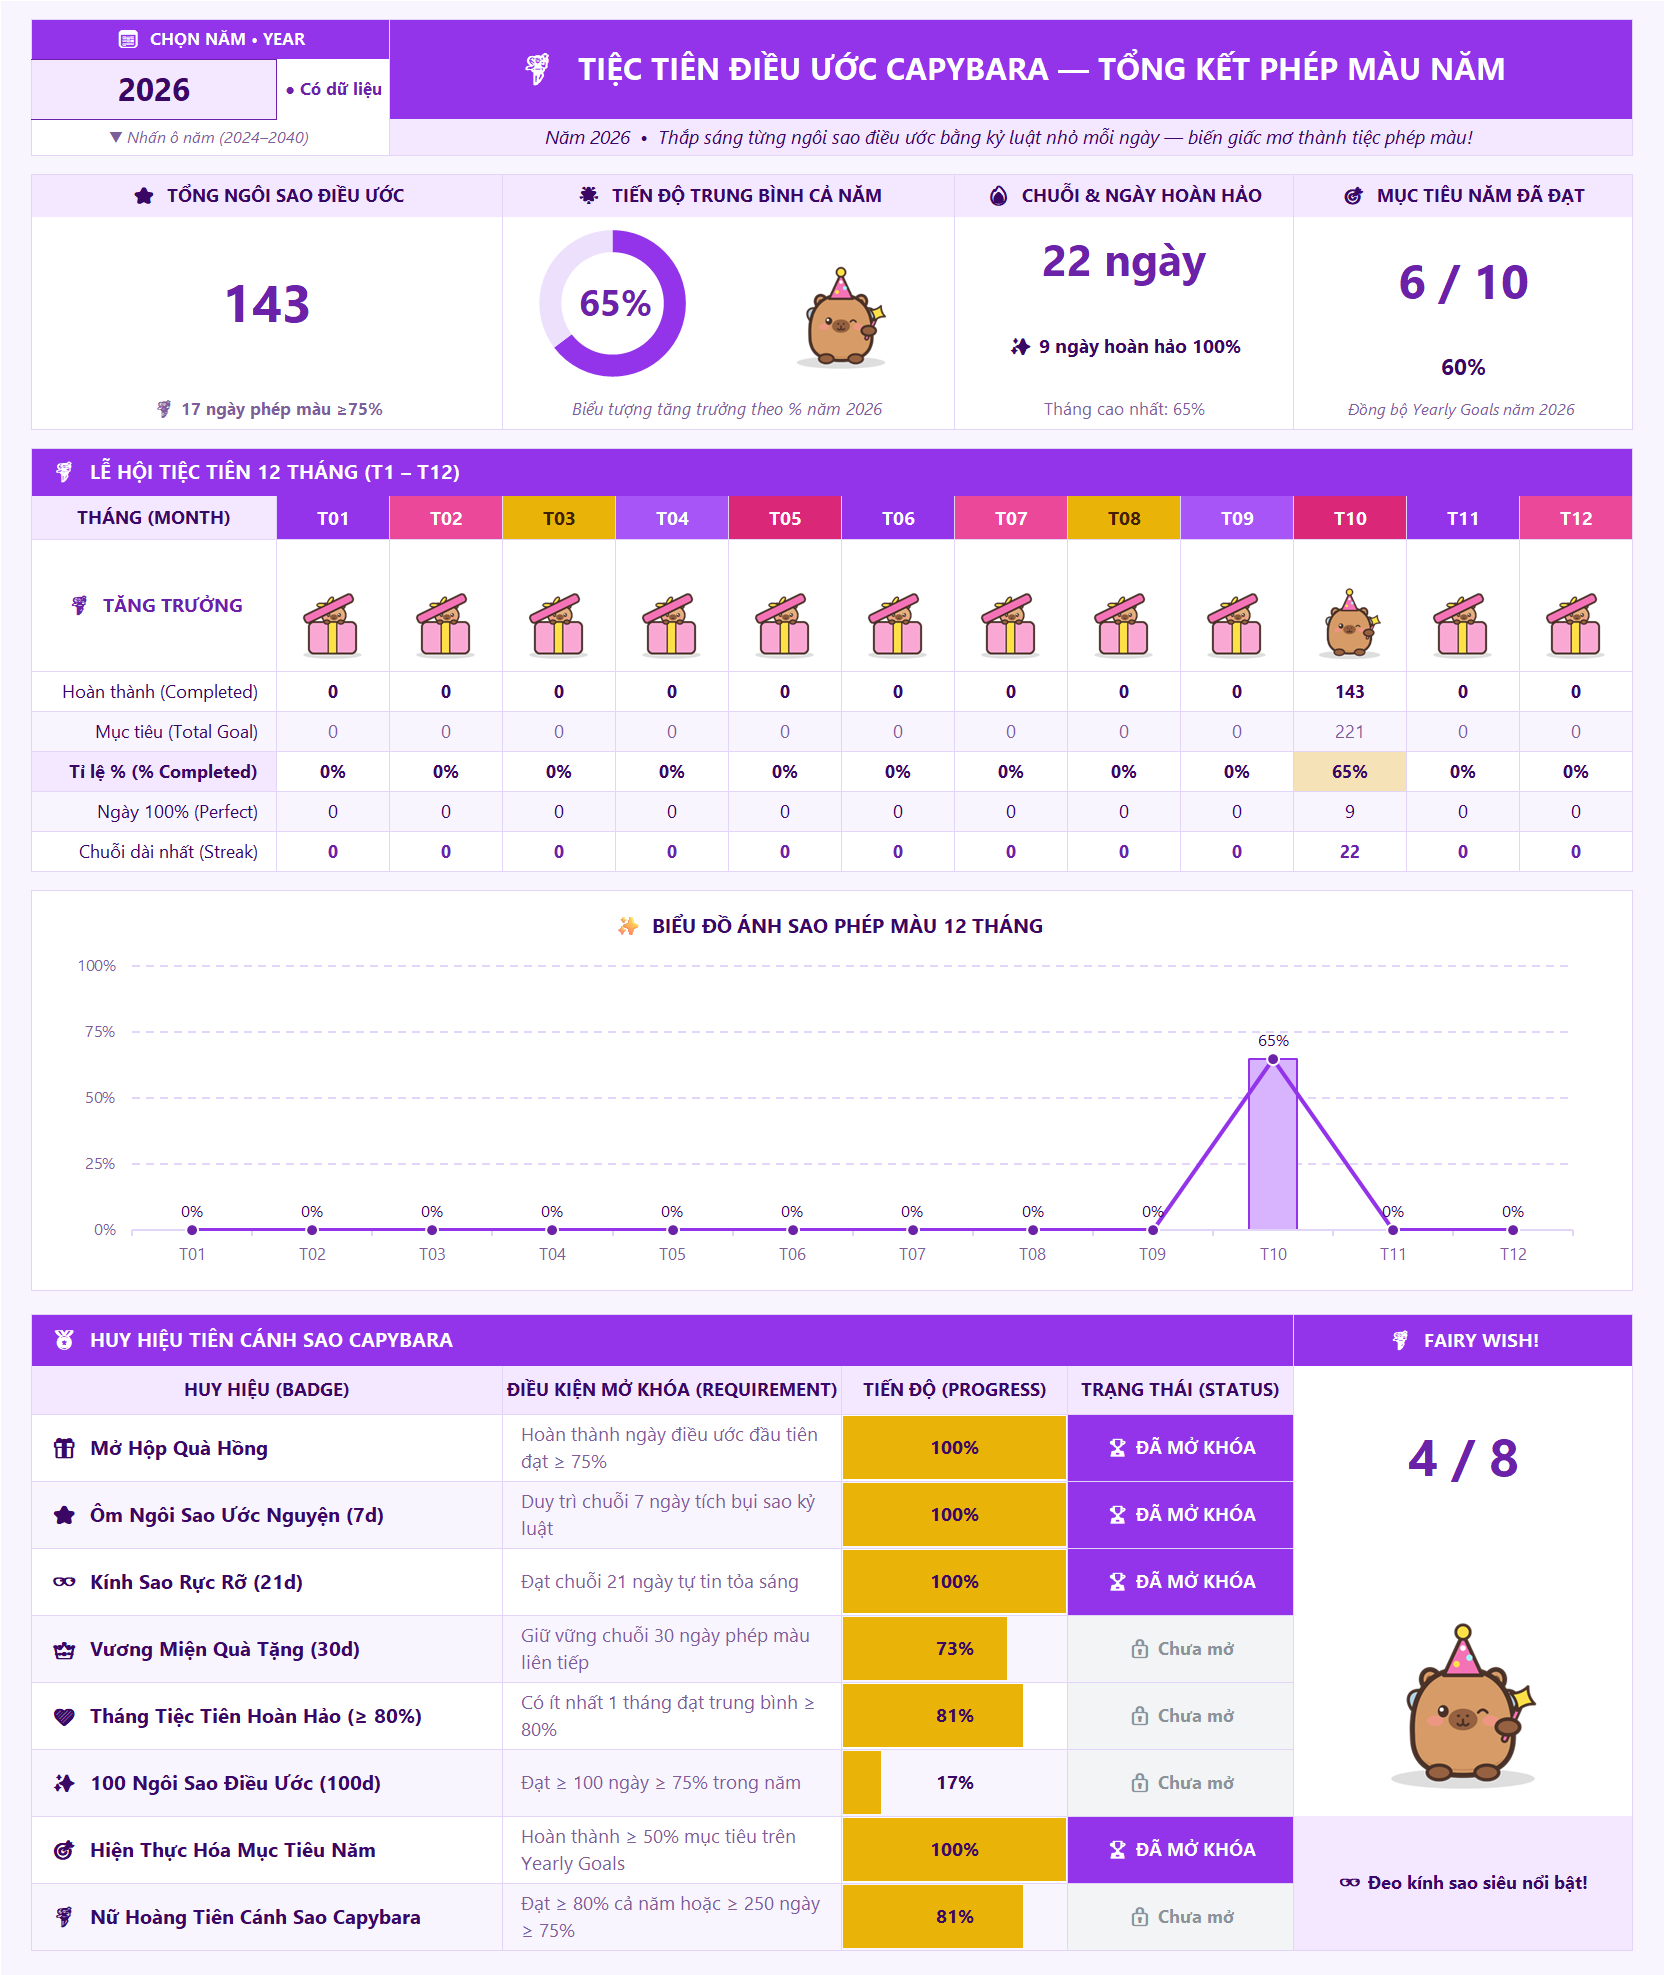 CHỌN NĂM • YEAR
2026
● Có dữ liệu
▼ Nhấn ô năm (2024–2040)
TIỆC TIÊN ĐIỀU ƯỚC CAPYBARA — TỔNG KẾT PHÉP MÀU NĂM
Năm 2026 • Thắp sáng từng ngôi sao điều ước bằng kỷ luật nhỏ mỗi ngày — biến giấc mơ thành tiệc phép màu!
TỔNG NGÔI SAO ĐIỀU ƯỚC
143
17 ngày phép màu ≥75%
TIẾN ĐỘ TRUNG BÌNH CẢ NĂM
65%
Biểu tượng tăng trưởng theo % năm 2026
CHUỖI & NGÀY HOÀN HẢO
22 ngày
9 ngày hoàn hảo 100%
Tháng cao nhất: 65%
MỤC TIÊU NĂM ĐÃ ĐẠT
6 / 10
60%
Đồng bộ Yearly Goals năm 2026
LỄ HỘI TIỆC TIÊN 12 THÁNG (T1 – T12)
THÁNG (MONTH) T01 T02 T03 T04 T05 T06 T07 T08 T09 T10 T11 T12
TĂNG TRƯỞNG
Hoàn thành (Completed) 0 0 0 0 0 0 0 0 0 143 0 0
Mục tiêu (Total Goal) 0 0 0 0 0 0 0 0 0 221 0 0
Tỉ lệ % (% Completed) 0% 0% 0% 0% 0% 0% 0% 0% 0% 65% 0% 0%
Ngày 100% (Perfect) 0 0 0 0 0 0 0 0 0 9 0 0
Chuỗi dài nhất (Streak) 0 0 0 0 0 0 0 0 0 22 0 0
BIỂU ĐỒ ÁNH SAO PHÉP MÀU 12 THÁNG
100%
75%
65%
50%
25%
0% 0% 0% 0% 0% 0% 0% 0% 0% 0% 0%
0%
T01 T02 T03 T04 T05 T06 T07 T08 T09 T10 T11 T12
HUY HIỆU TIÊN CÁNH SAO CAPYBARA
HUY HIỆU (BADGE) ĐIỀU KIỆN MỞ KHÓA (REQUIREMENT) TIẾN ĐỘ (PROGRESS) TRẠNG THÁI (STATUS)
Mở Hộp Quà Hồng
Hoàn thành ngày điều ước đầu tiên
đạt ≥ 75%
100%
ĐÃ MỞ KHÓA
Ôm Ngôi Sao Ước Nguyện (7d)
Duy trì chuỗi 7 ngày tích bụi sao kỷ
luật
100%
ĐÃ MỞ KHÓA
Kính Sao Rực Rỡ (21d)
Đạt chuỗi 21 ngày tự tin tỏa sáng
100%
ĐÃ MỞ KHÓA
Vương Miện Quà Tặng (30d)
Giữ vững chuỗi 30 ngày phép màu
liên tiếp
73%
Chưa mở
Tháng Tiệc Tiên Hoàn Hảo (≥ 80%)
Có ít nhất 1 tháng đạt trung bình ≥
80%
81%
Chưa mở
100 Ngôi Sao Điều Ước (100d)
Đạt ≥ 100 ngày ≥ 75% trong năm
17%
Chưa mở
Hiện Thực Hóa Mục Tiêu Năm
Hoàn thành ≥ 50% mục tiêu trên
Yearly Goals
100%
ĐÃ MỞ KHÓA
Nữ Hoàng Tiên Cánh Sao Capybara
Đạt ≥ 80% cả năm hoặc ≥ 250 ngày
≥ 75%
81%
Chưa mở
FAIRY WISH!
4 / 8
Đeo kính sao siêu nổi bật!